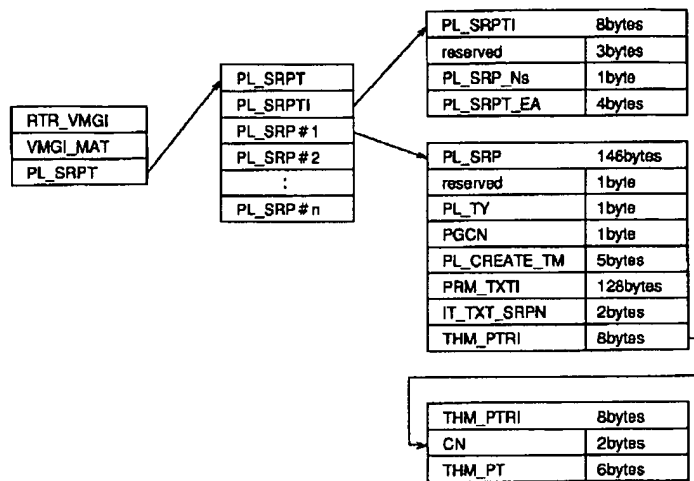 RTR_VMGI
VMGI_MAT
PL_SRPT
PL_SRPT
PL_SRPTI
PL_SRP # 1
PL_SRP # 2
:
PL_SRP # n
PL_SRPTI 8bytes
reserved 3bytes
PL_SRP_Ns 1byte
PL_SRPT_EA 4bytes
PL_SRP 146bytes
reserved 1byte
PL_TY 1byte
PGCN 1byte
PL_CREATE_TM 5bytes
PRM_TXTI 128bytes
IT_TXT_SRPN 2bytes
THM_PTRI 8bytes
THM_PTRI 8bytes
CN 2bytes
THM_PT 6bytes